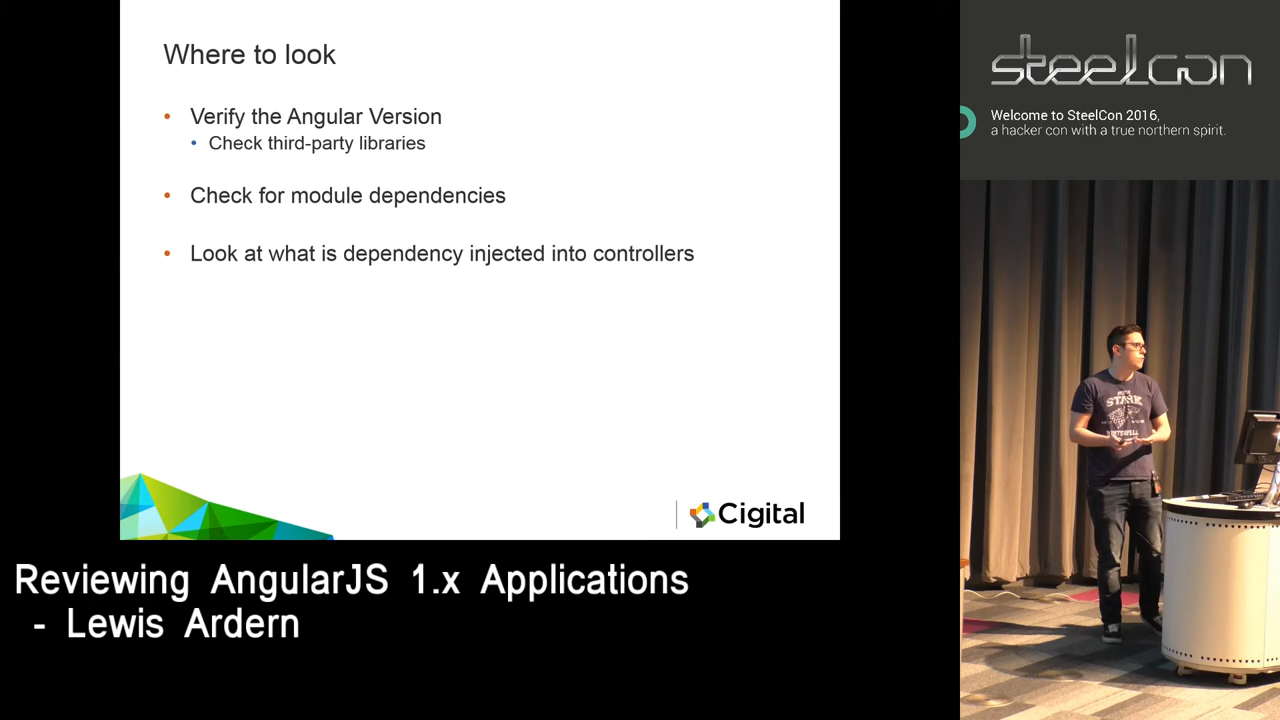 Where to look
• Verify the Angular Version
• Check third-party libraries
• Check for module dependencies
• Look at what is dependency injected into controllers
Cigital
Reviewing AngularJS 1.x Applications
- Lewis Ardern
steelcon
Welcome to SteelCon 2016,
a hacker con with a true northern spirit.
STARK
WINTERFELL